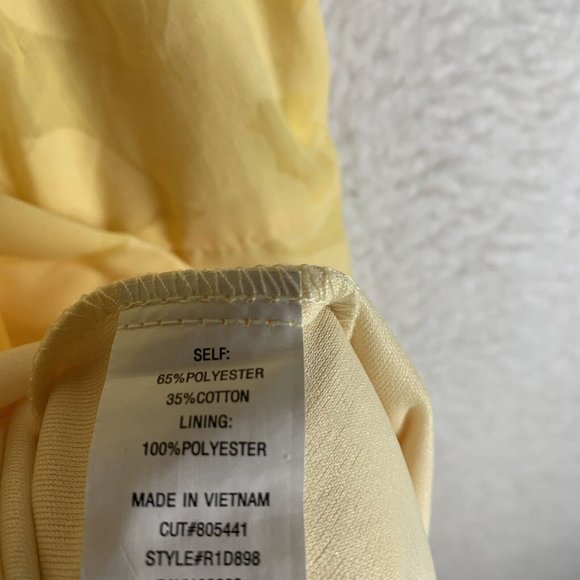 SELF:
65%POLYESTER
35%COTTON
LINING:
100%POLYESTER
MADE IN VIETNAM
CUT#805441
STYLE#R1D898